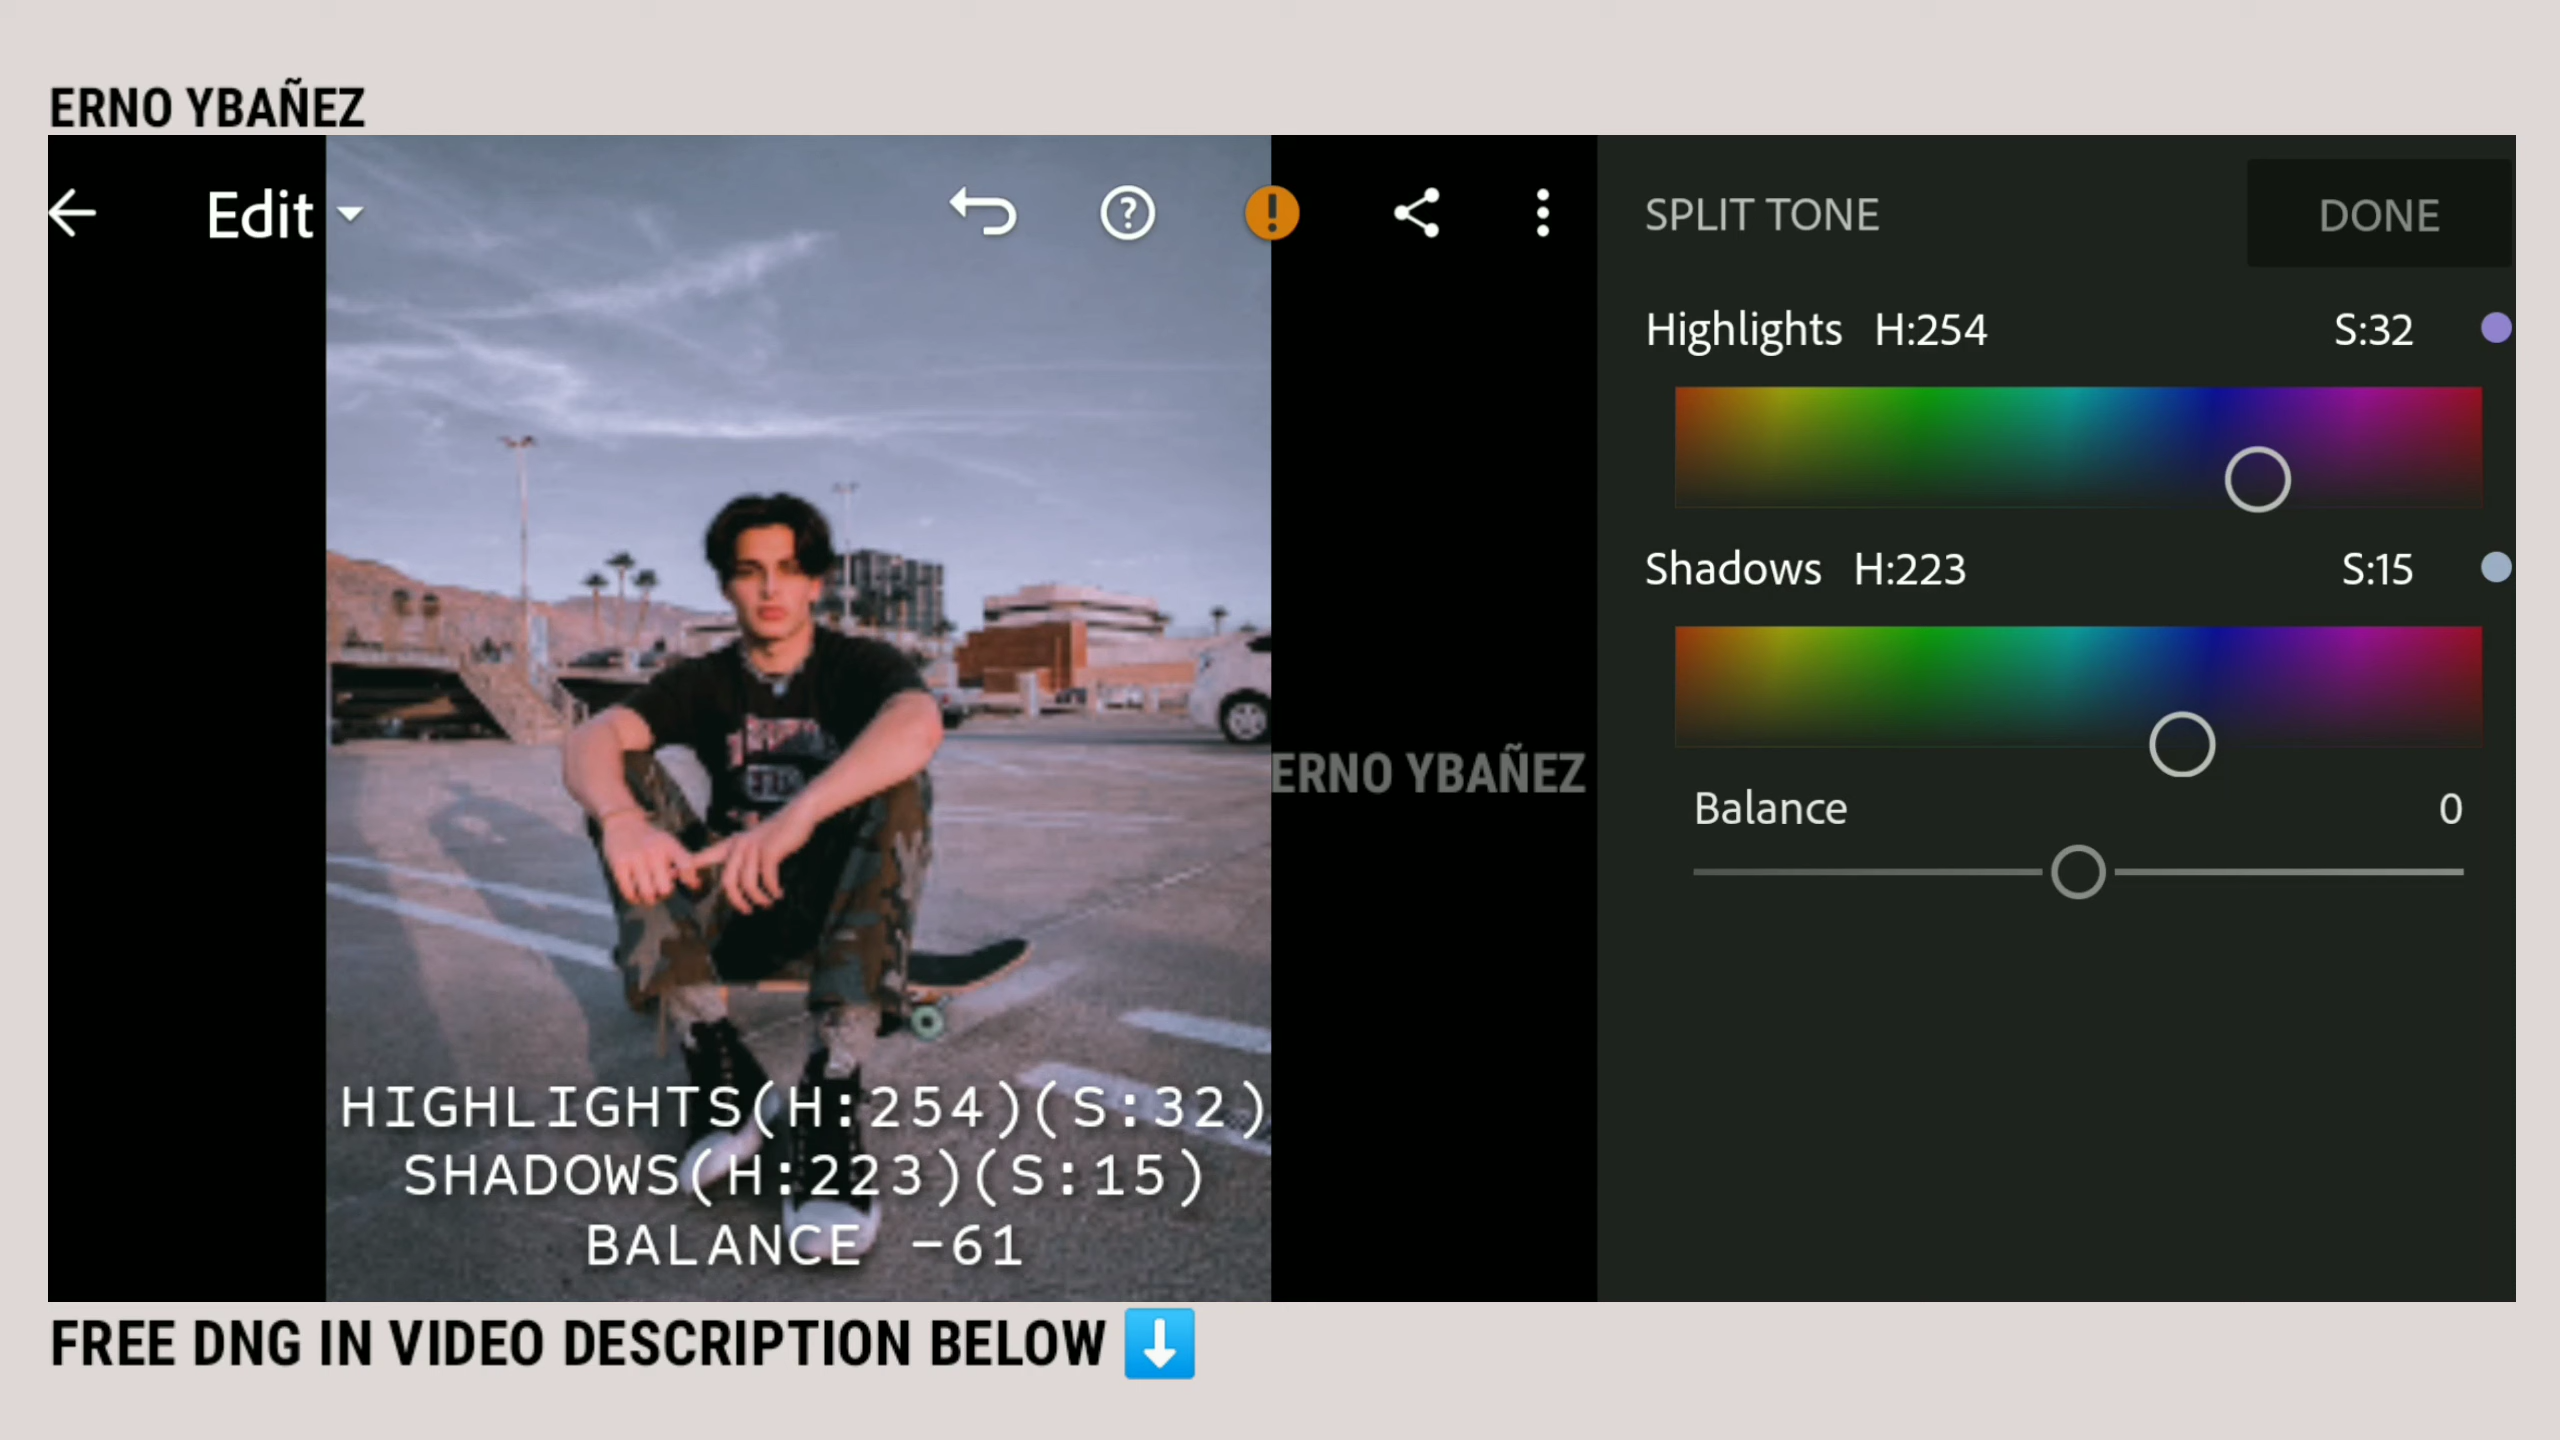 ERNO YBAÑEZ
Edit
SPLIT TONE
DONE
Highlights H:254 S:32
Shadows H:223 S:15
ERNO YBAÑEZ
Balance 0
HIGHLIGHTS(H:254)(S:32)
SHADOWS(H:223)(S:15)
BALANCE -61
FREE DNG IN VIDEO DESCRIPTION BELOW ⬇️